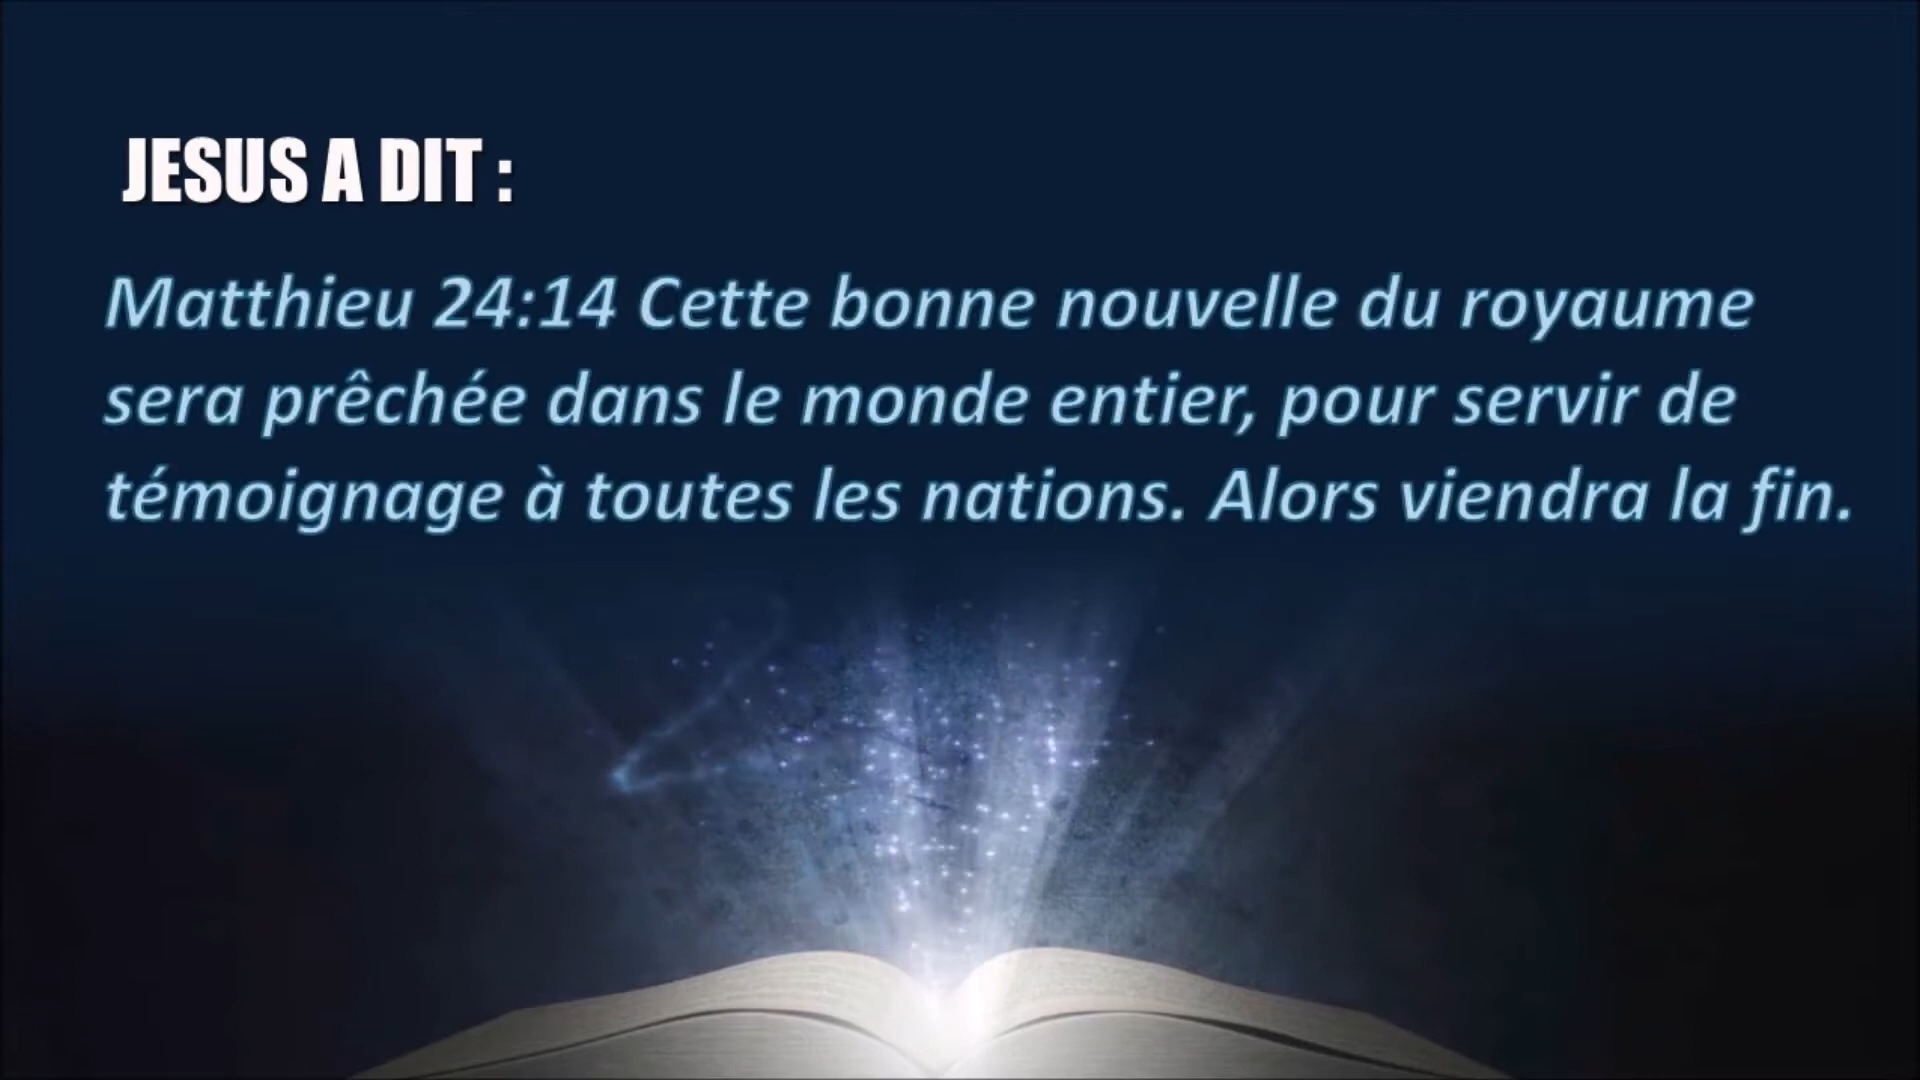 JESUS A DIT :
Matthieu 24:14 Cette bonne nouvelle du royaume
sera prêchée dans le monde entier, pour servir de
témoignage à toutes les nations. Alors viendra la fin.